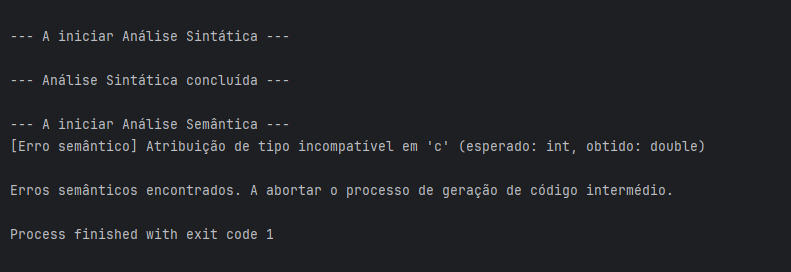 --- A iniciar Análise Sintática ---
--- Análise Sintática concluída ---
--- A iniciar Análise Semântica ---
[Erro semântico] Atribuição de tipo incompatível em 'c' (esperado: int, obtido: double)
Erros semânticos encontrados. A abortar o processo de geração de código intermédio.
Process finished with exit code 1